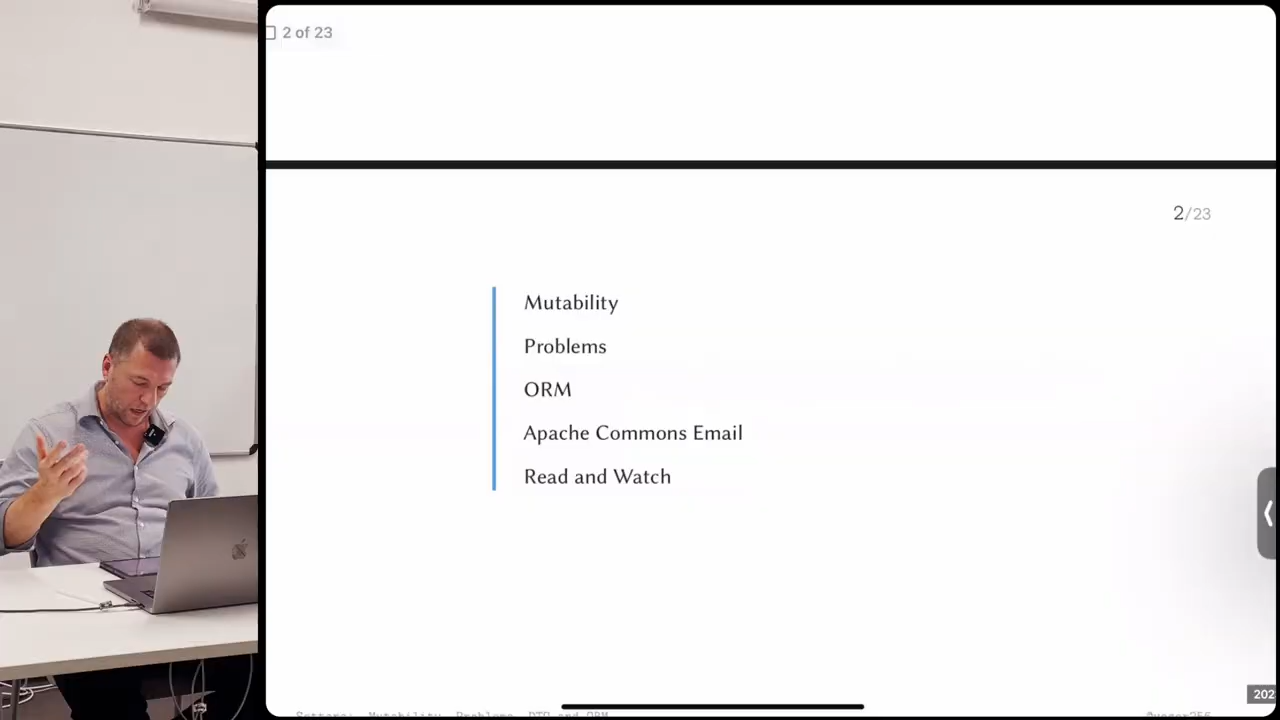 2 of 23
2/23
Mutability
Problems
ORM
Apache Commons Email
Read and Watch
202